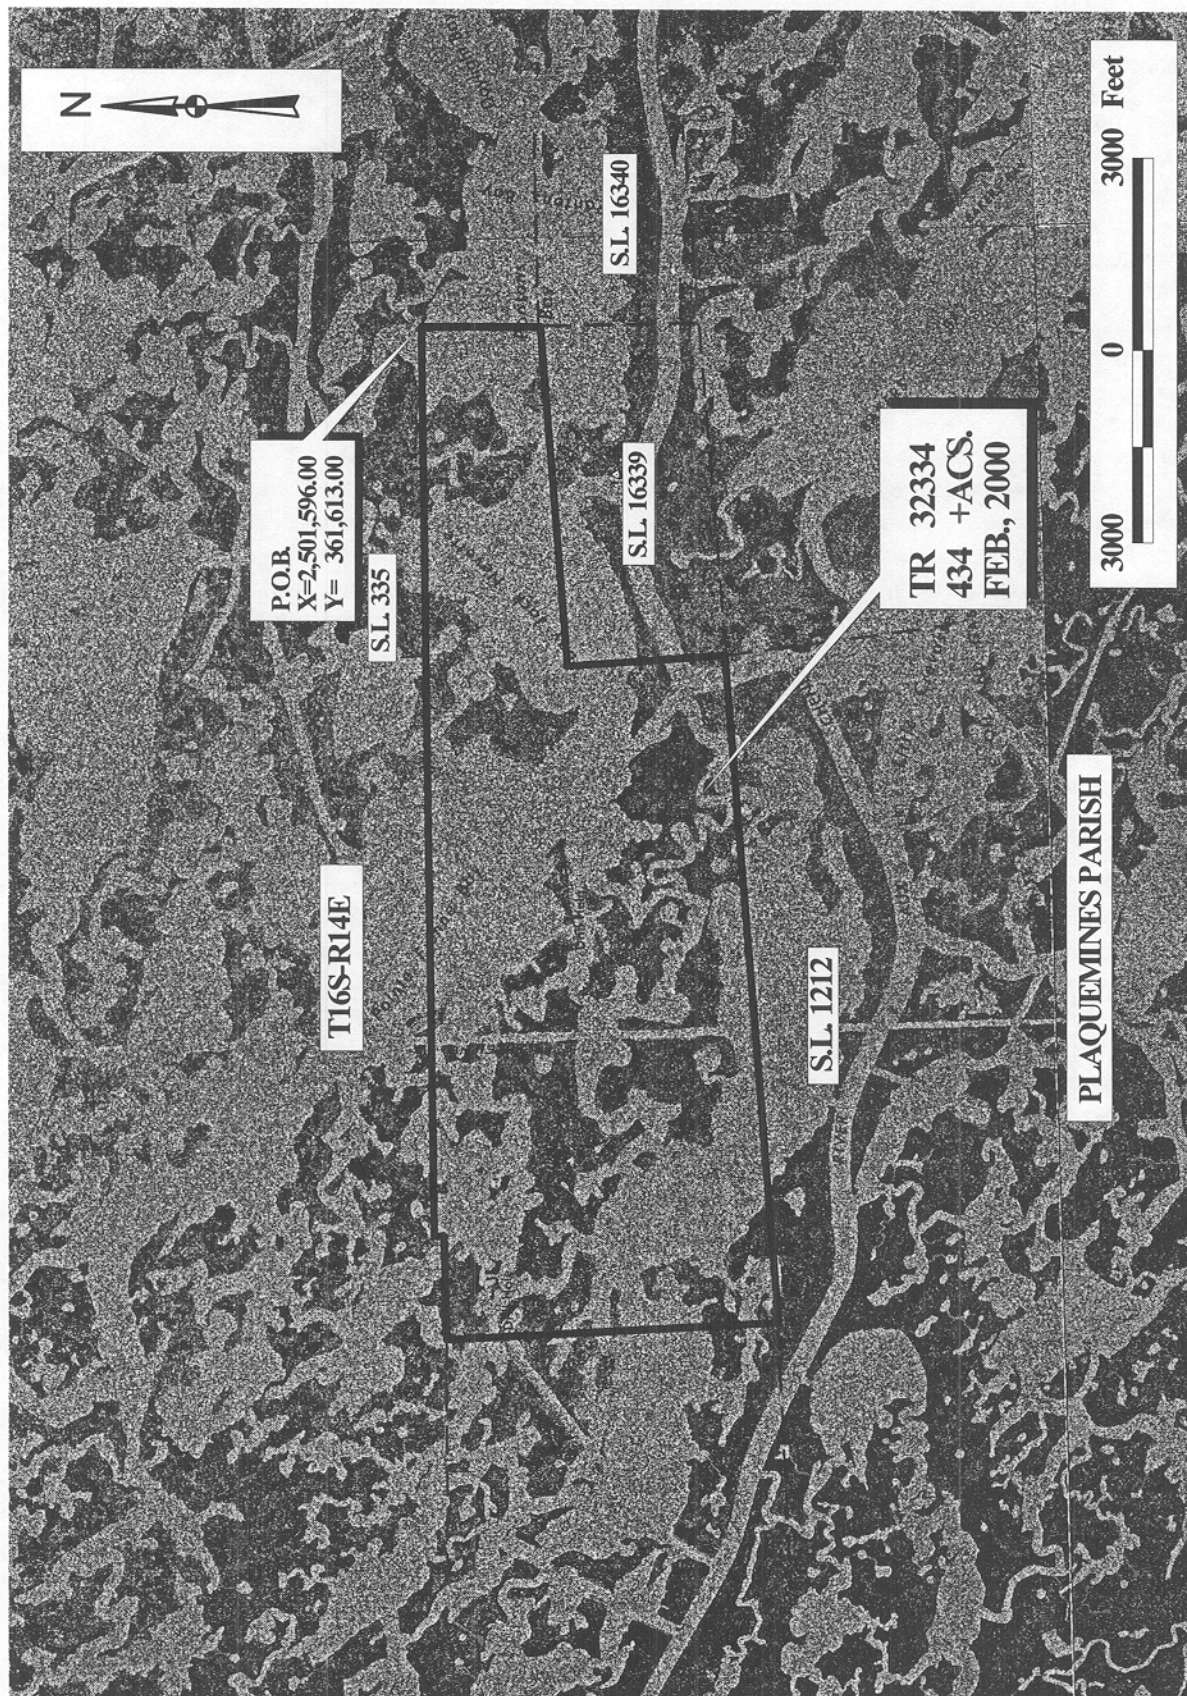 N
P.O.B.
X=2,501,596.00
Y= 361,613.00
S.L. 335
T16S-R14E
S.L. 16340
S.L. 16339
TR 32334
434 +ACS.
FEB., 2000
S.L. 1212
PLAQUEMINES PARISH
3000 0 3000 Feet